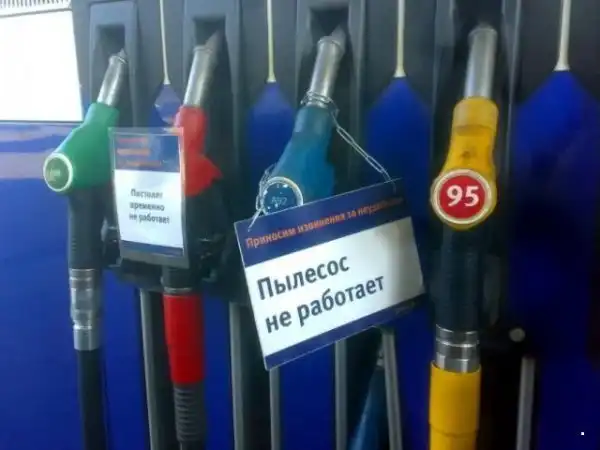 Пистолет
временно
не работает
Приносим извинения за неудобства
Пылесос
не работает
95